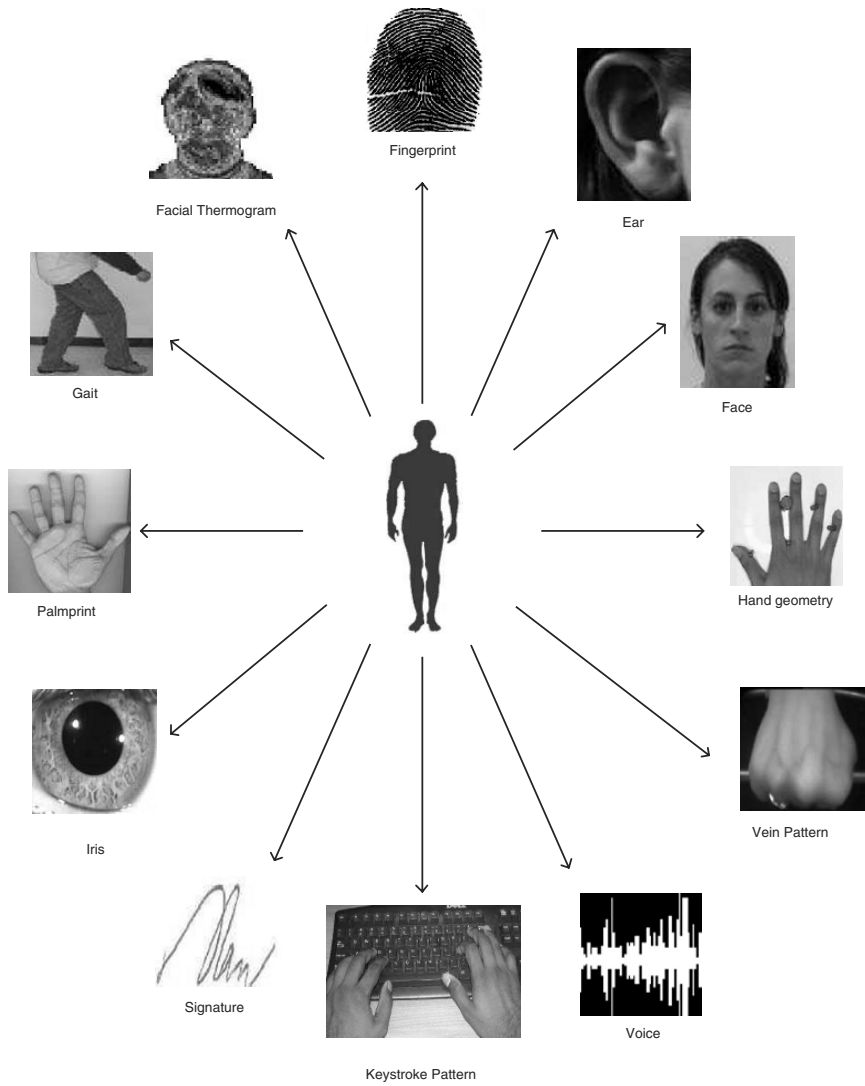 Fingerprint
Facial Thermogram
Ear
Gait
Face
Palmprint
Hand geometry
Iris
Vein Pattern
Signature
Voice
Keystroke Pattern